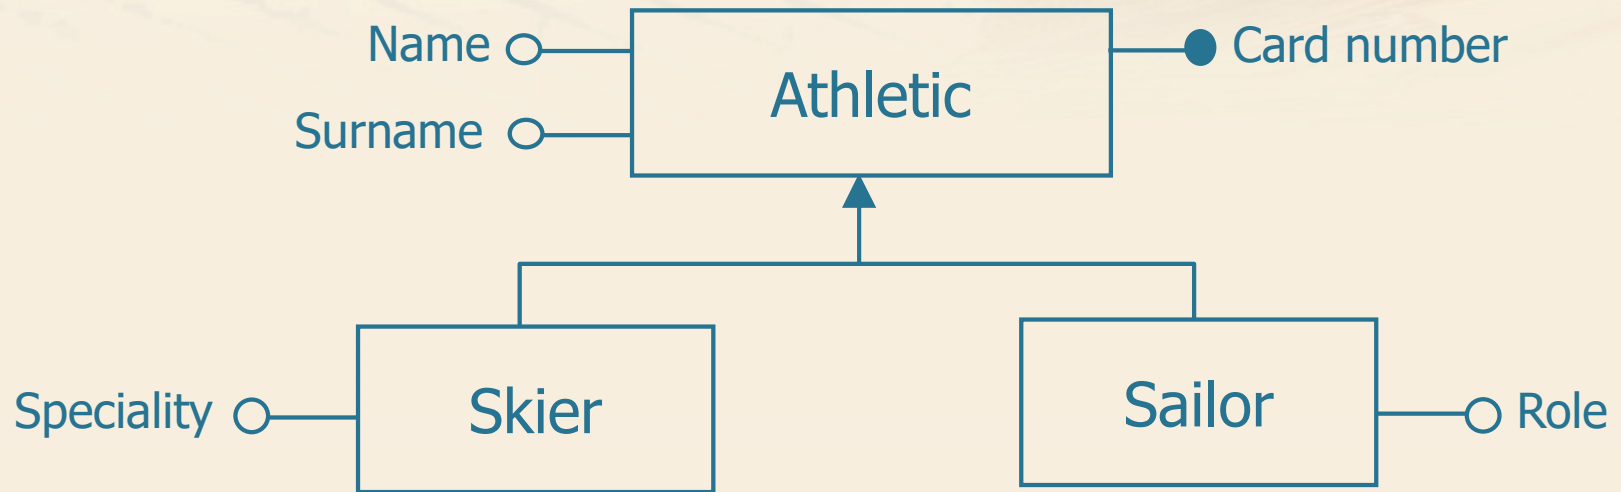 Name
Card number
Athletic
Surname
Speciality
Skier
Sailor
Role